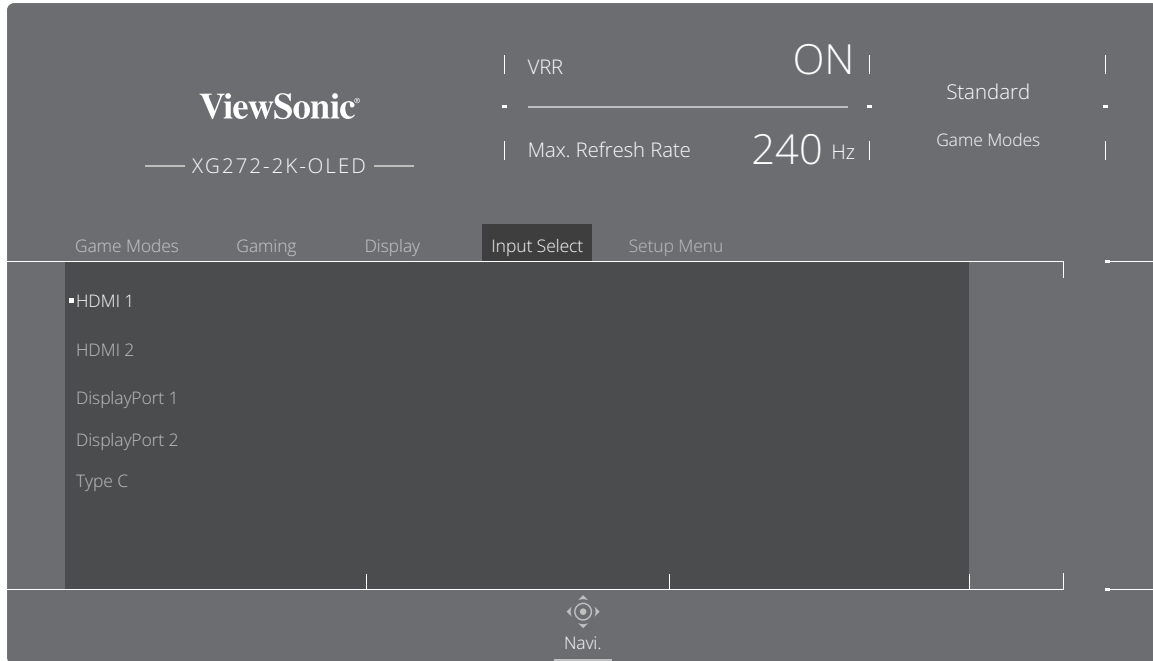 ViewSonic®
XG272-2K-OLED
VRR ON
Max. Refresh Rate 240 Hz
Standard
Game Modes
Game Modes Gaming Display Input Select Setup Menu
HDMI 1
HDMI 2
DisplayPort 1
DisplayPort 2
Type C
Navi.